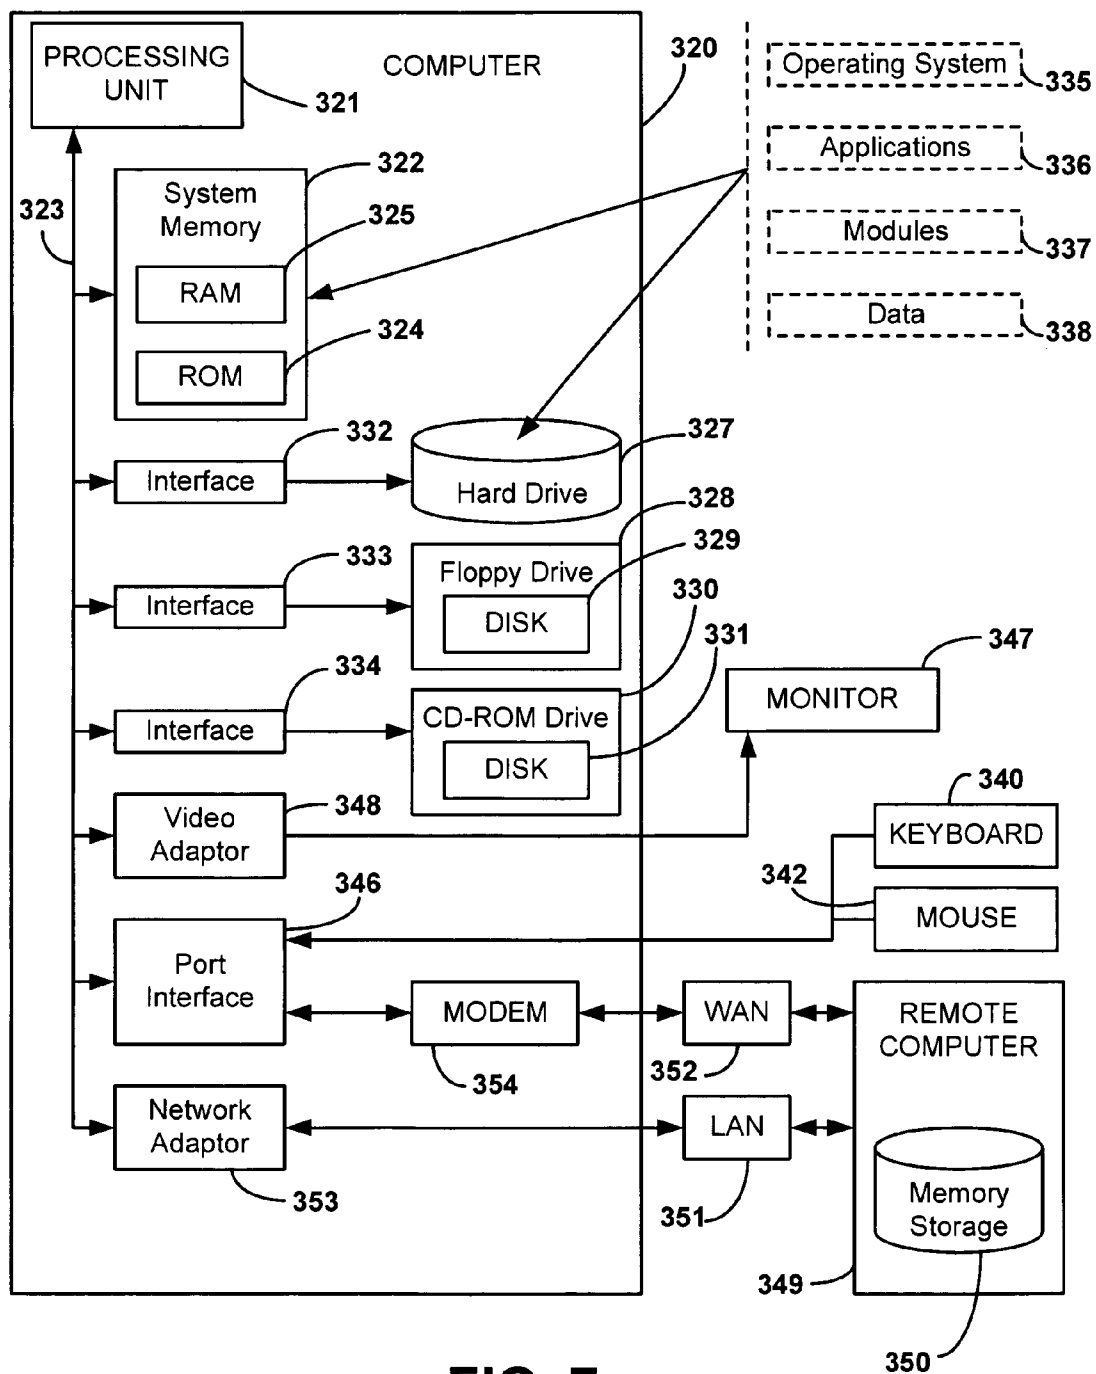 PROCESSING
UNIT
321
COMPUTER
320
Operating System
335
Applications
336
Modules
337
Data
338
322
System
Memory
323
325
RAM
324
ROM
332
Interface
327
Hard Drive
328
333
Interface
329
Floppy Drive
DISK
330
331
334
Interface
CD-ROM Drive
DISK
347
MONITOR
348
Video
Adaptor
340
KEYBOARD
342
MOUSE
346
Port
Interface
MODEM
354
WAN
352
REMOTE
COMPUTER
Network
Adaptor
353
LAN
351
Memory
Storage
349
350